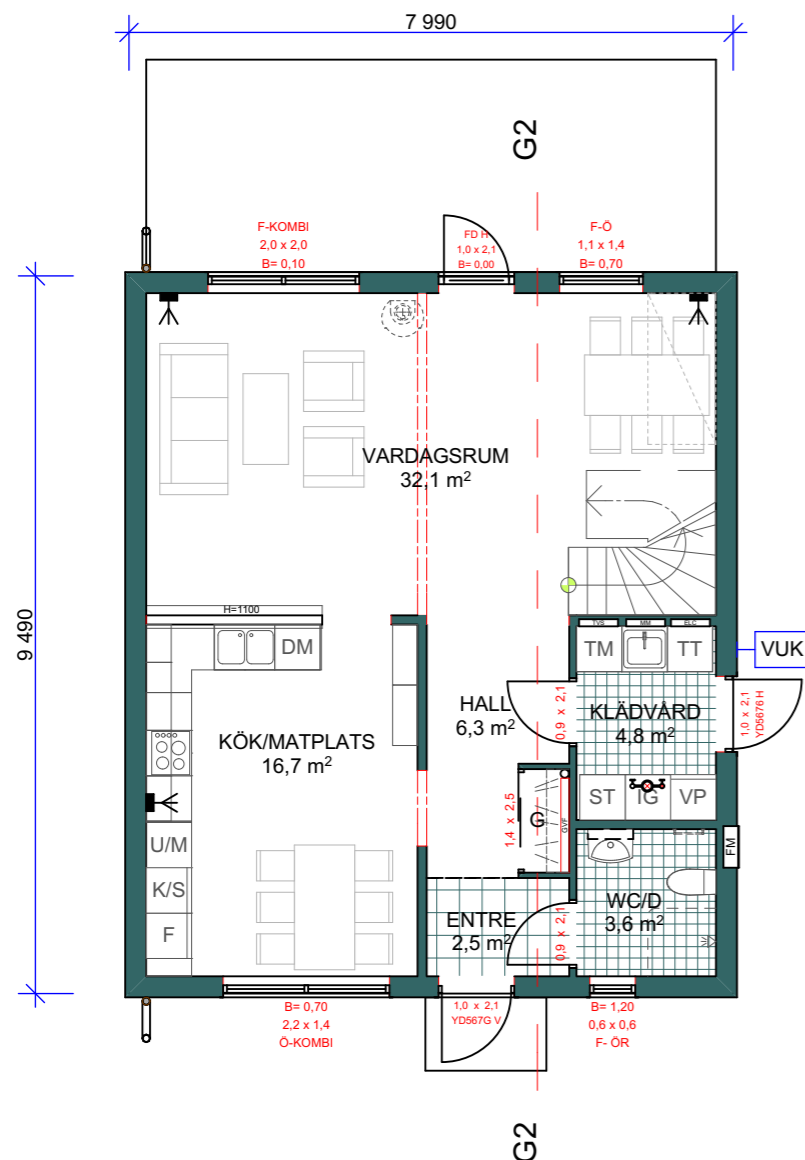 7 990
G2
F-KOMBI
2,0 x 2,0
B= 0,10
FD H
1,0 x 2,1
B= 0,00
F-Ö
1,1 x 1,4
B= 0,70
9 490
VARDAGSRUM
32,1 m²
H=1100
DM
TVS
MM
ELC
TM
TT
VUK
HALL
6,3 m²
0,9 x 2,1
KLÄDVÅRD
4,8 m²
1,0 x 2,1
YD5676 H
KÖK/MATPLATS
16,7 m²
ST
IG
VP
1,4 x 2,5
G
GVF
U/M
K/S
F
FM
ENTRE
2,5 m²
0,9 x 2,1
WC/D
3,6 m²
B= 0,70
2,2 x 1,4
Ö-KOMBI
1,0 x 2,1
YD567G V
B= 1,20
0,6 x 0,6
F- ÖR
G2